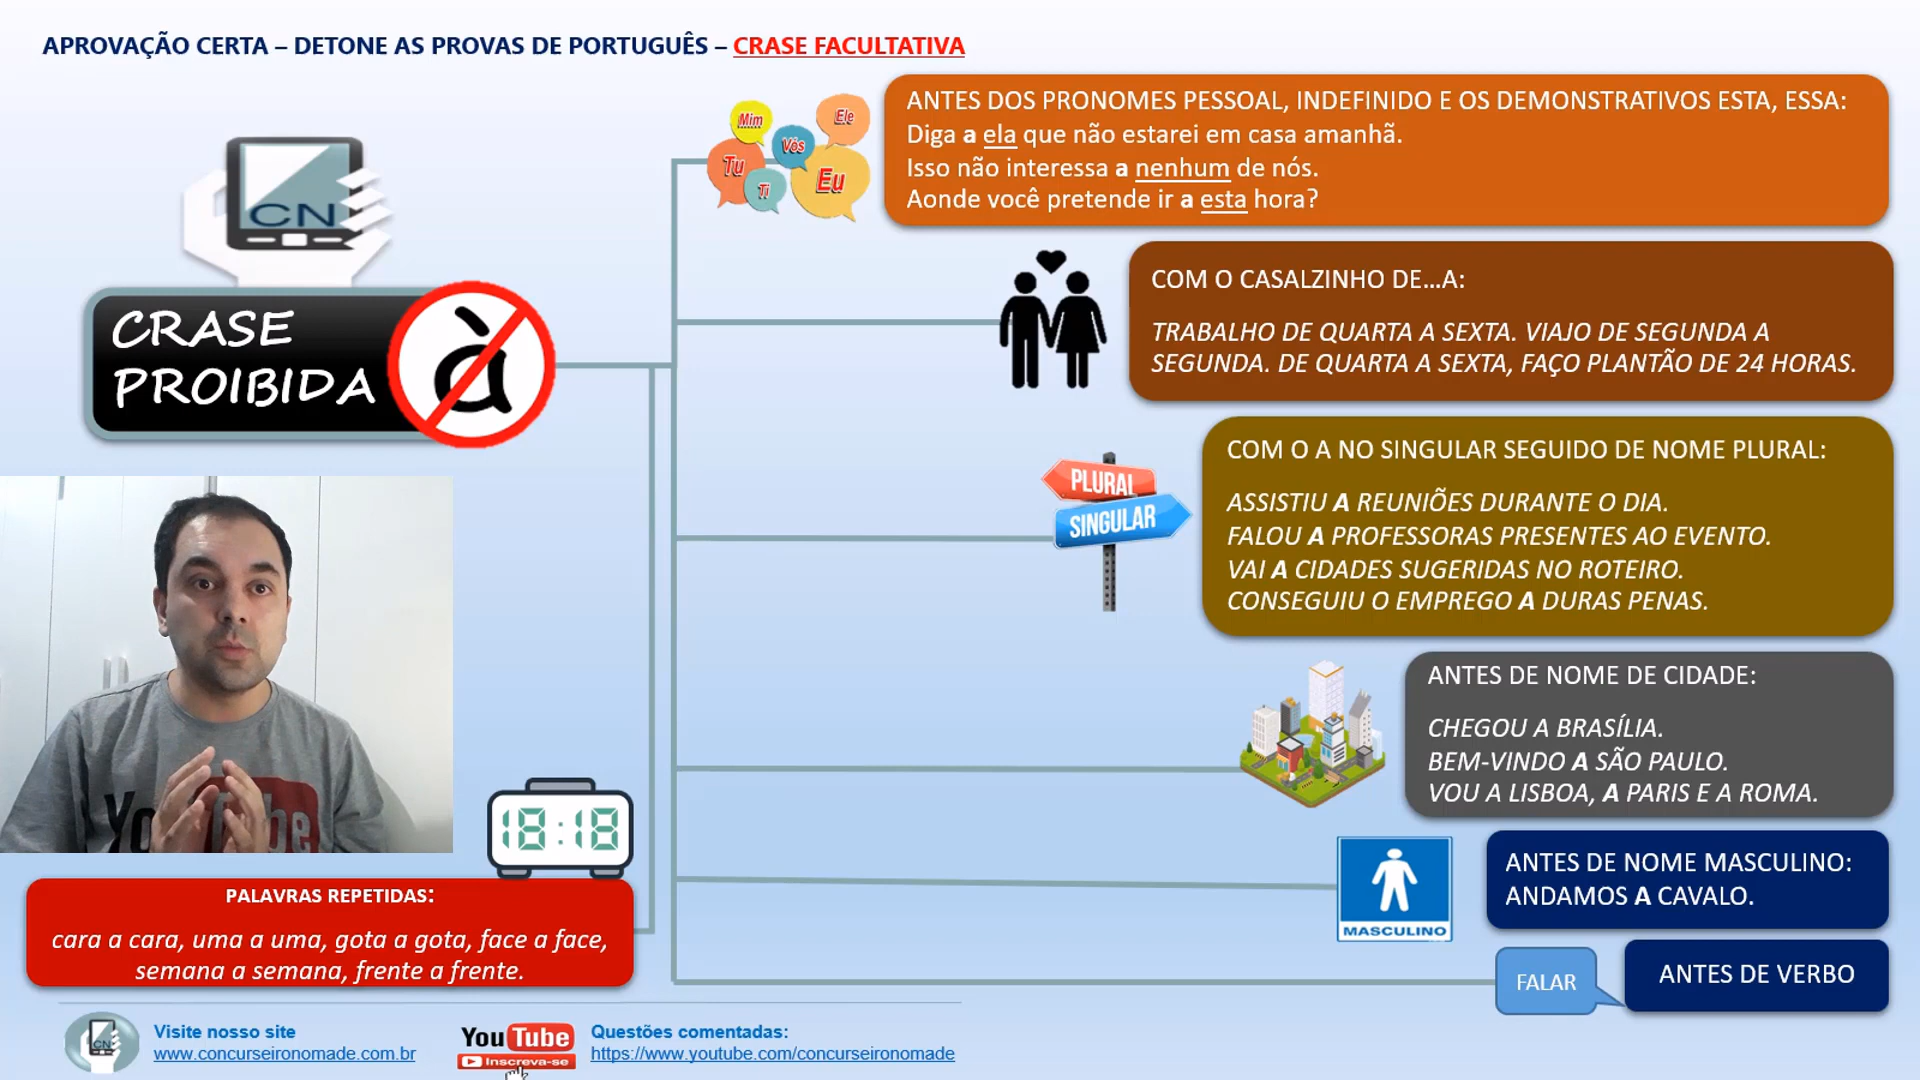 APROVAÇÃO CERTA – DETONE AS PROVAS DE PORTUGUÊS – CRASE FACULTATIVA
CN
CRASE
PROIBIDA
à
Mim
Ele
Vós
Tu
Ti
Eu
ANTES DOS PRONOMES PESSOAL, INDEFINIDO E OS DEMONSTRATIVOS ESTA, ESSA:
Diga a ela que não estarei em casa amanhã.
Isso não interessa a nenhum de nós.
Aonde você pretende ir a esta hora?
COM O CASALZINHO DE...A:
TRABALHO DE QUARTA A SEXTA. VIAJO DE SEGUNDA A
SEGUNDA. DE QUARTA A SEXTA, FAÇO PLANTÃO DE 24 HORAS.
PLURAL
SINGULAR
COM O A NO SINGULAR SEGUIDO DE NOME PLURAL:
ASSISTIU A REUNIÕES DURANTE O DIA.
FALOU A PROFESSORAS PRESENTES AO EVENTO.
VAI A CIDADES SUGERIDAS NO ROTEIRO.
CONSEGUIU O EMPREGO A DURAS PENAS.
ANTES DE NOME DE CIDADE:
CHEGOU A BRASÍLIA.
BEM-VINDO A SÃO PAULO.
VOU A LISBOA, A PARIS E A ROMA.
MASCULINO
ANTES DE NOME MASCULINO:
ANDAMOS A CAVALO.
FALAR
ANTES DE VERBO
YouTube
18:18
PALAVRAS REPETIDAS:
cara a cara, uma a uma, gota a gota, face a face,
semana a semana, frente a frente.
CN
Visite nosso site
www.concurseironomade.com.br
YouTube
Inscreva-se
Questões comentadas:
https://www.youtube.com/concurseironomade